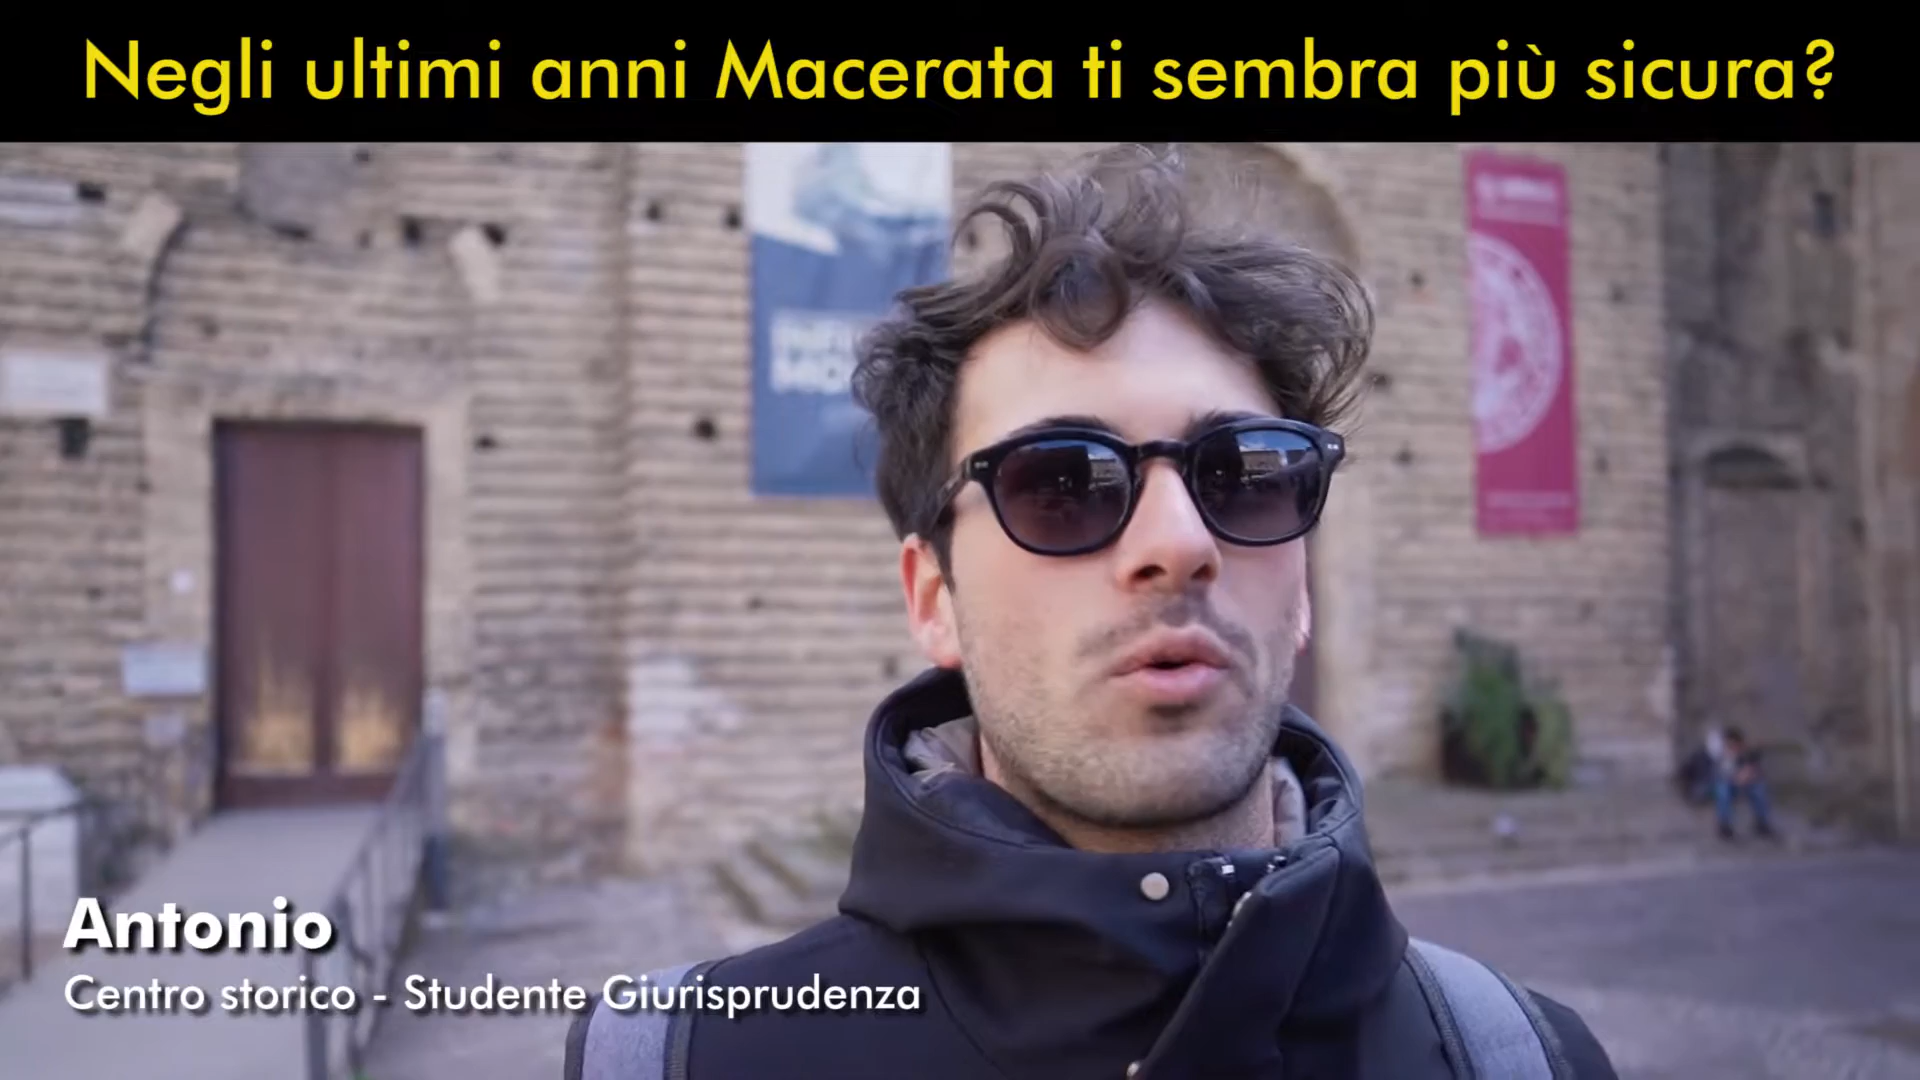 Negli ultimi anni Macerata ti sembra più sicura?
Antonio
Centro storico - Studente Giurisprudenza